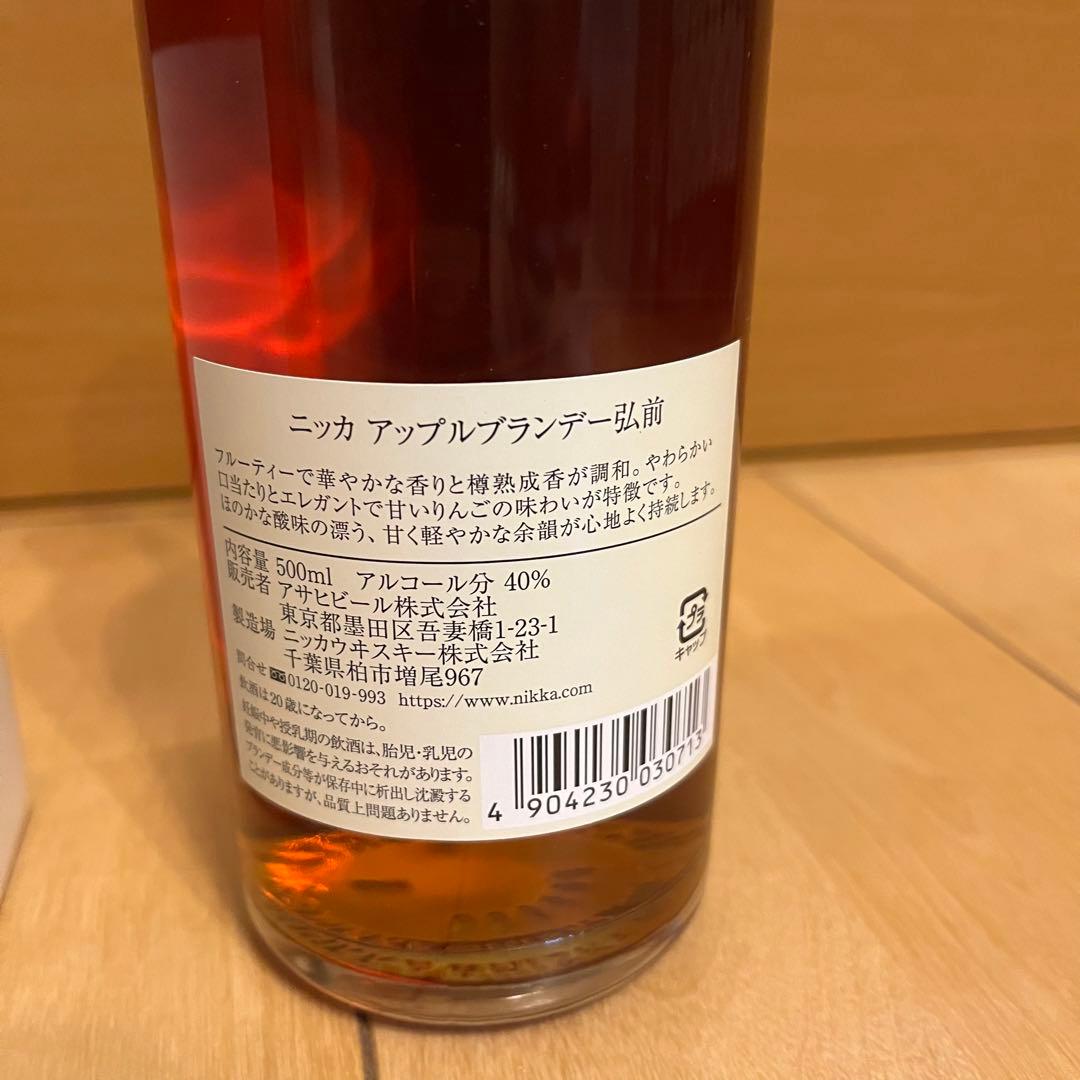 ニッカ アップルブランデー弘前
フルーティーで華やかな香りと樽熟成香が調和。やわらかい
口当たりとエレガントで甘いりんごの味わいが特徴です。
ほのかな酸味の漂う、甘く軽やかな余韻が心地よく持続します。
内容量 500ml アルコール分 40%
販売者 アサヒビール株式会社
東京都墨田区吾妻橋1-23-1
製造場 ニッカウヰスキー株式会社
千葉県柏市増尾967
問合せ 0120-019-993 https://www.nikka.com
飲酒は20歳になってから。
妊娠中や授乳期の飲酒は、胎児・乳児の
発育に悪影響を与えるおそれがあります。
ブランデー成分等が保存中に析出し沈澱する
ことがありますが、品質上問題ありません。
プラ
キャップ
4 904230 030713